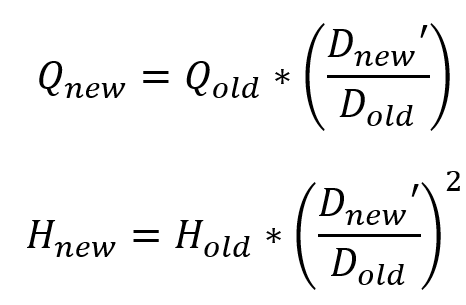 Q_new = Q_old * (D_new′ / D_old)
H_new = H_old * (D_new′ / D_old)²